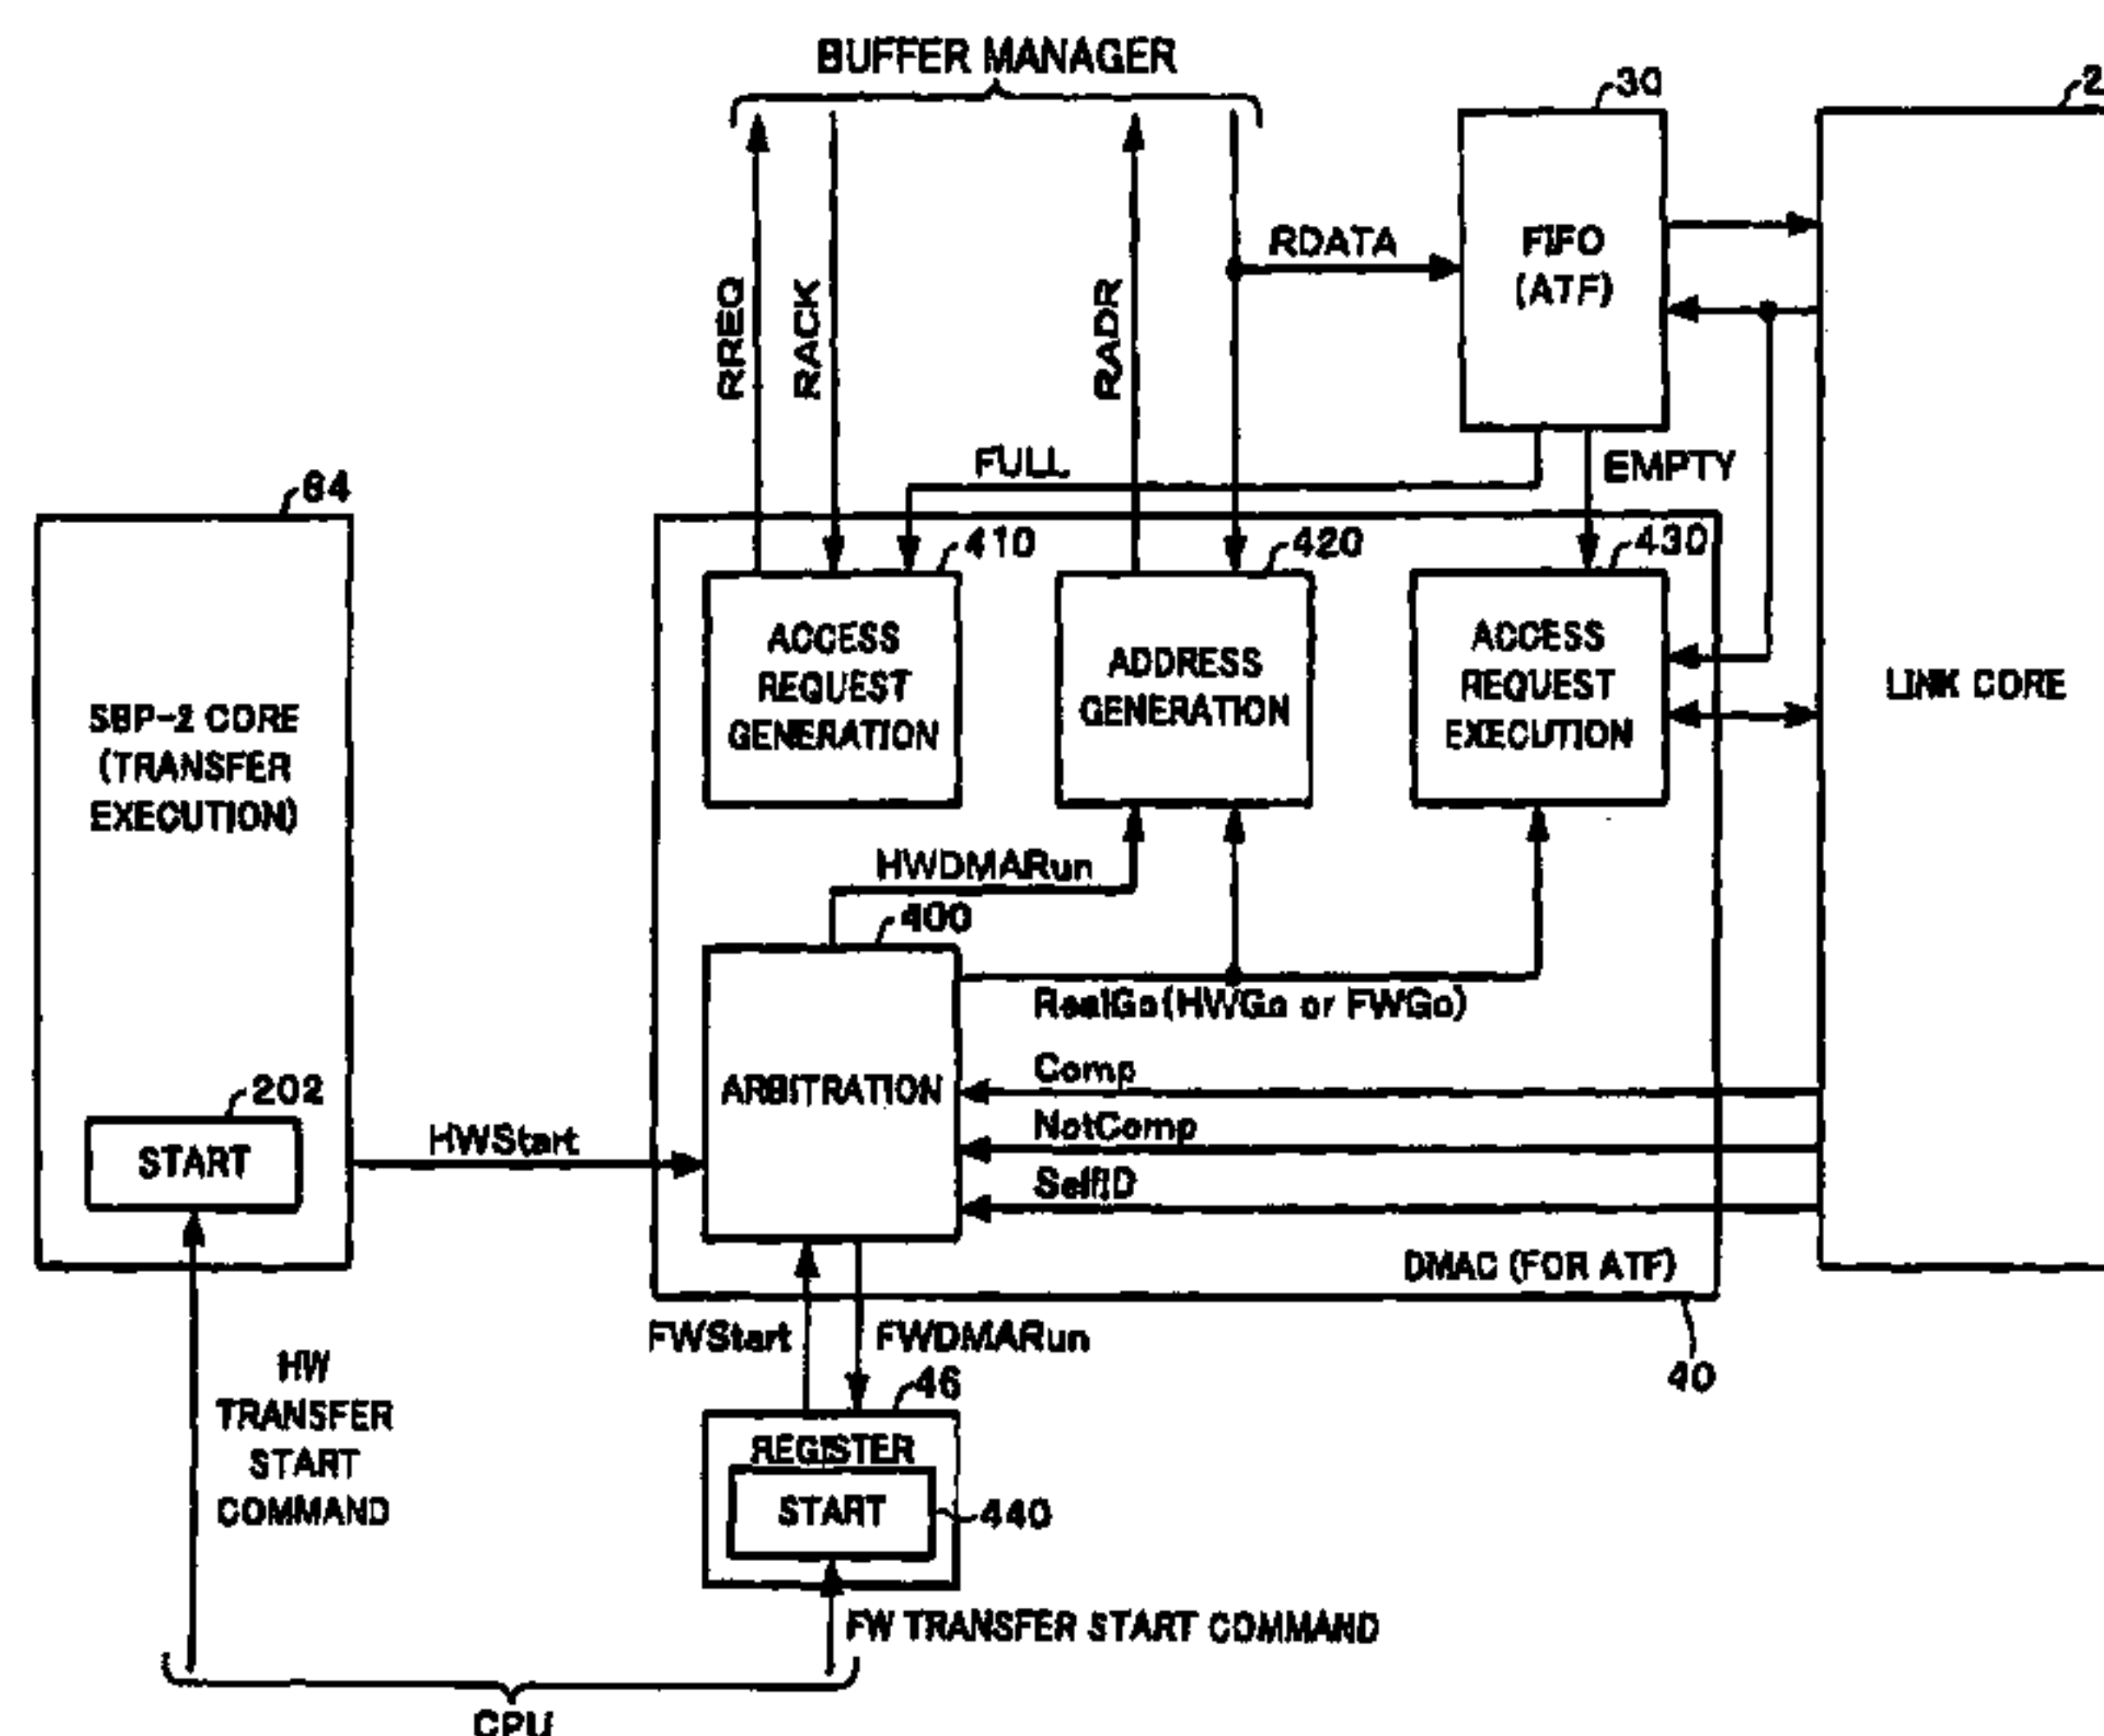 BUFFER MANAGER
30
2
RREQ
RACK
RADR
RDATA
FIFO
(ATF)
FULL
EMPTY
84
410
420
430
SBP-2 CORE
(TRANSFER
EXECUTION)
ACCESS
REQUEST
GENERATION
ADDRESS
GENERATION
ACCESS
REQUEST
EXECUTION
LINK CORE
HWDMARun
400
ARBITRATION
RealGo(HWGo or FWGo)
Comp
NotComp
SelfID
202
START
HWStart
DMAC (FOR ATF)
40
FWStart
FWDMARun
46
REGISTER
START
440
HW
TRANSFER
START
COMMAND
FW TRANSFER START COMMAND
CPU